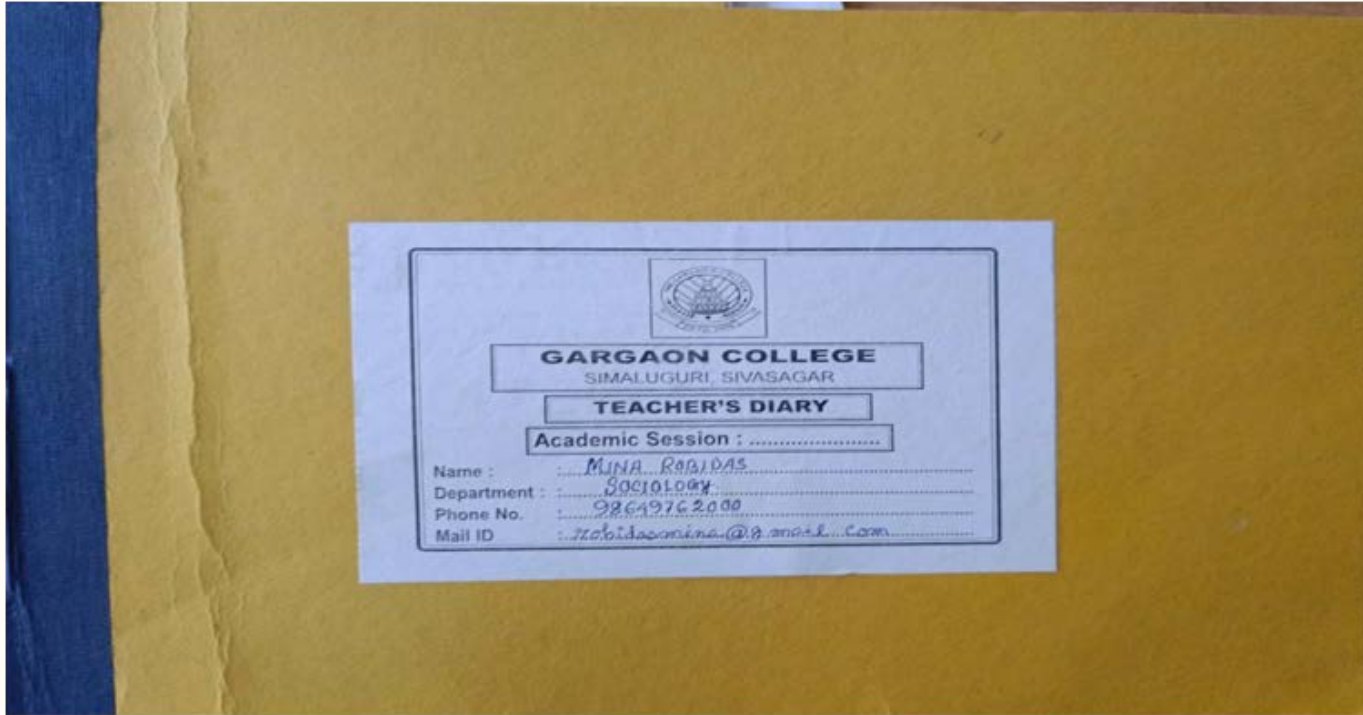 GARGAON COLLEGE
SIMALUGURI, SIVASAGAR
TEACHER'S DIARY
Academic Session : ......................
Name : : MINA ROBIDAS
Department : : SOCIOLOGY
Phone No. : 98649762000
Mail ID : robidasmina@gmail.com